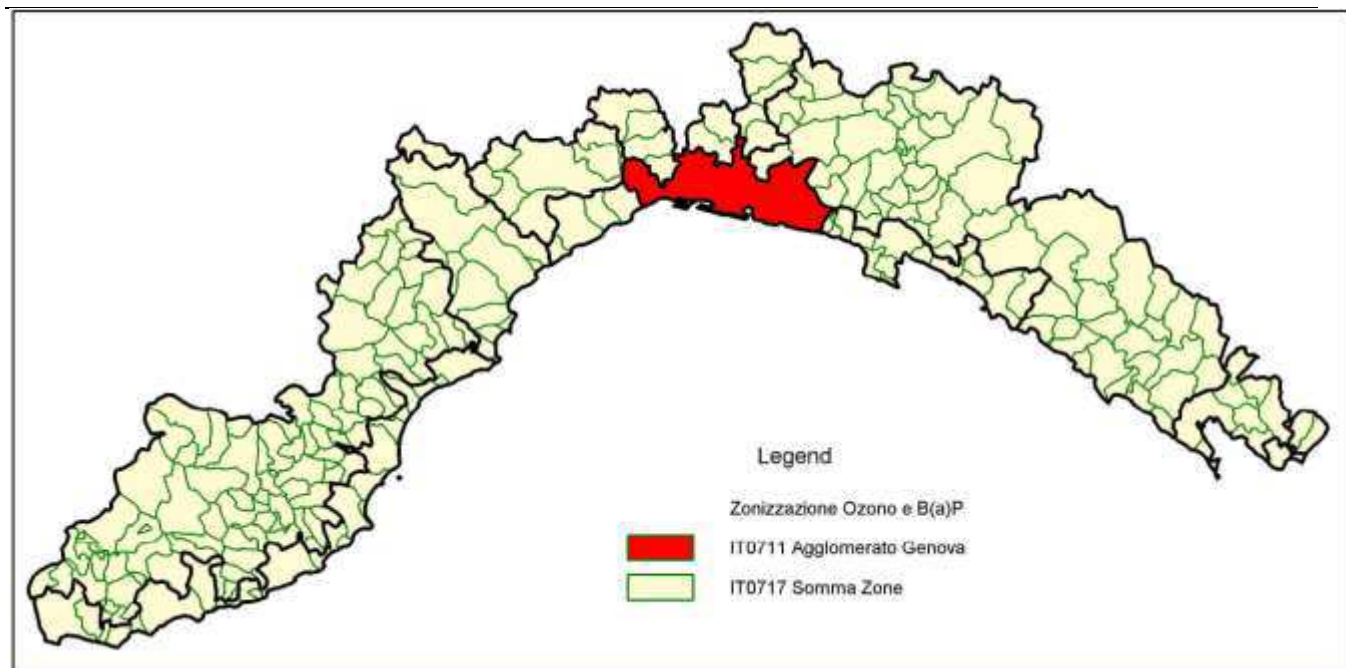 Legend
Zonizzazione Ozono e B(a)P
IT0711 Agglomerato Genova
IT0717 Somma Zone